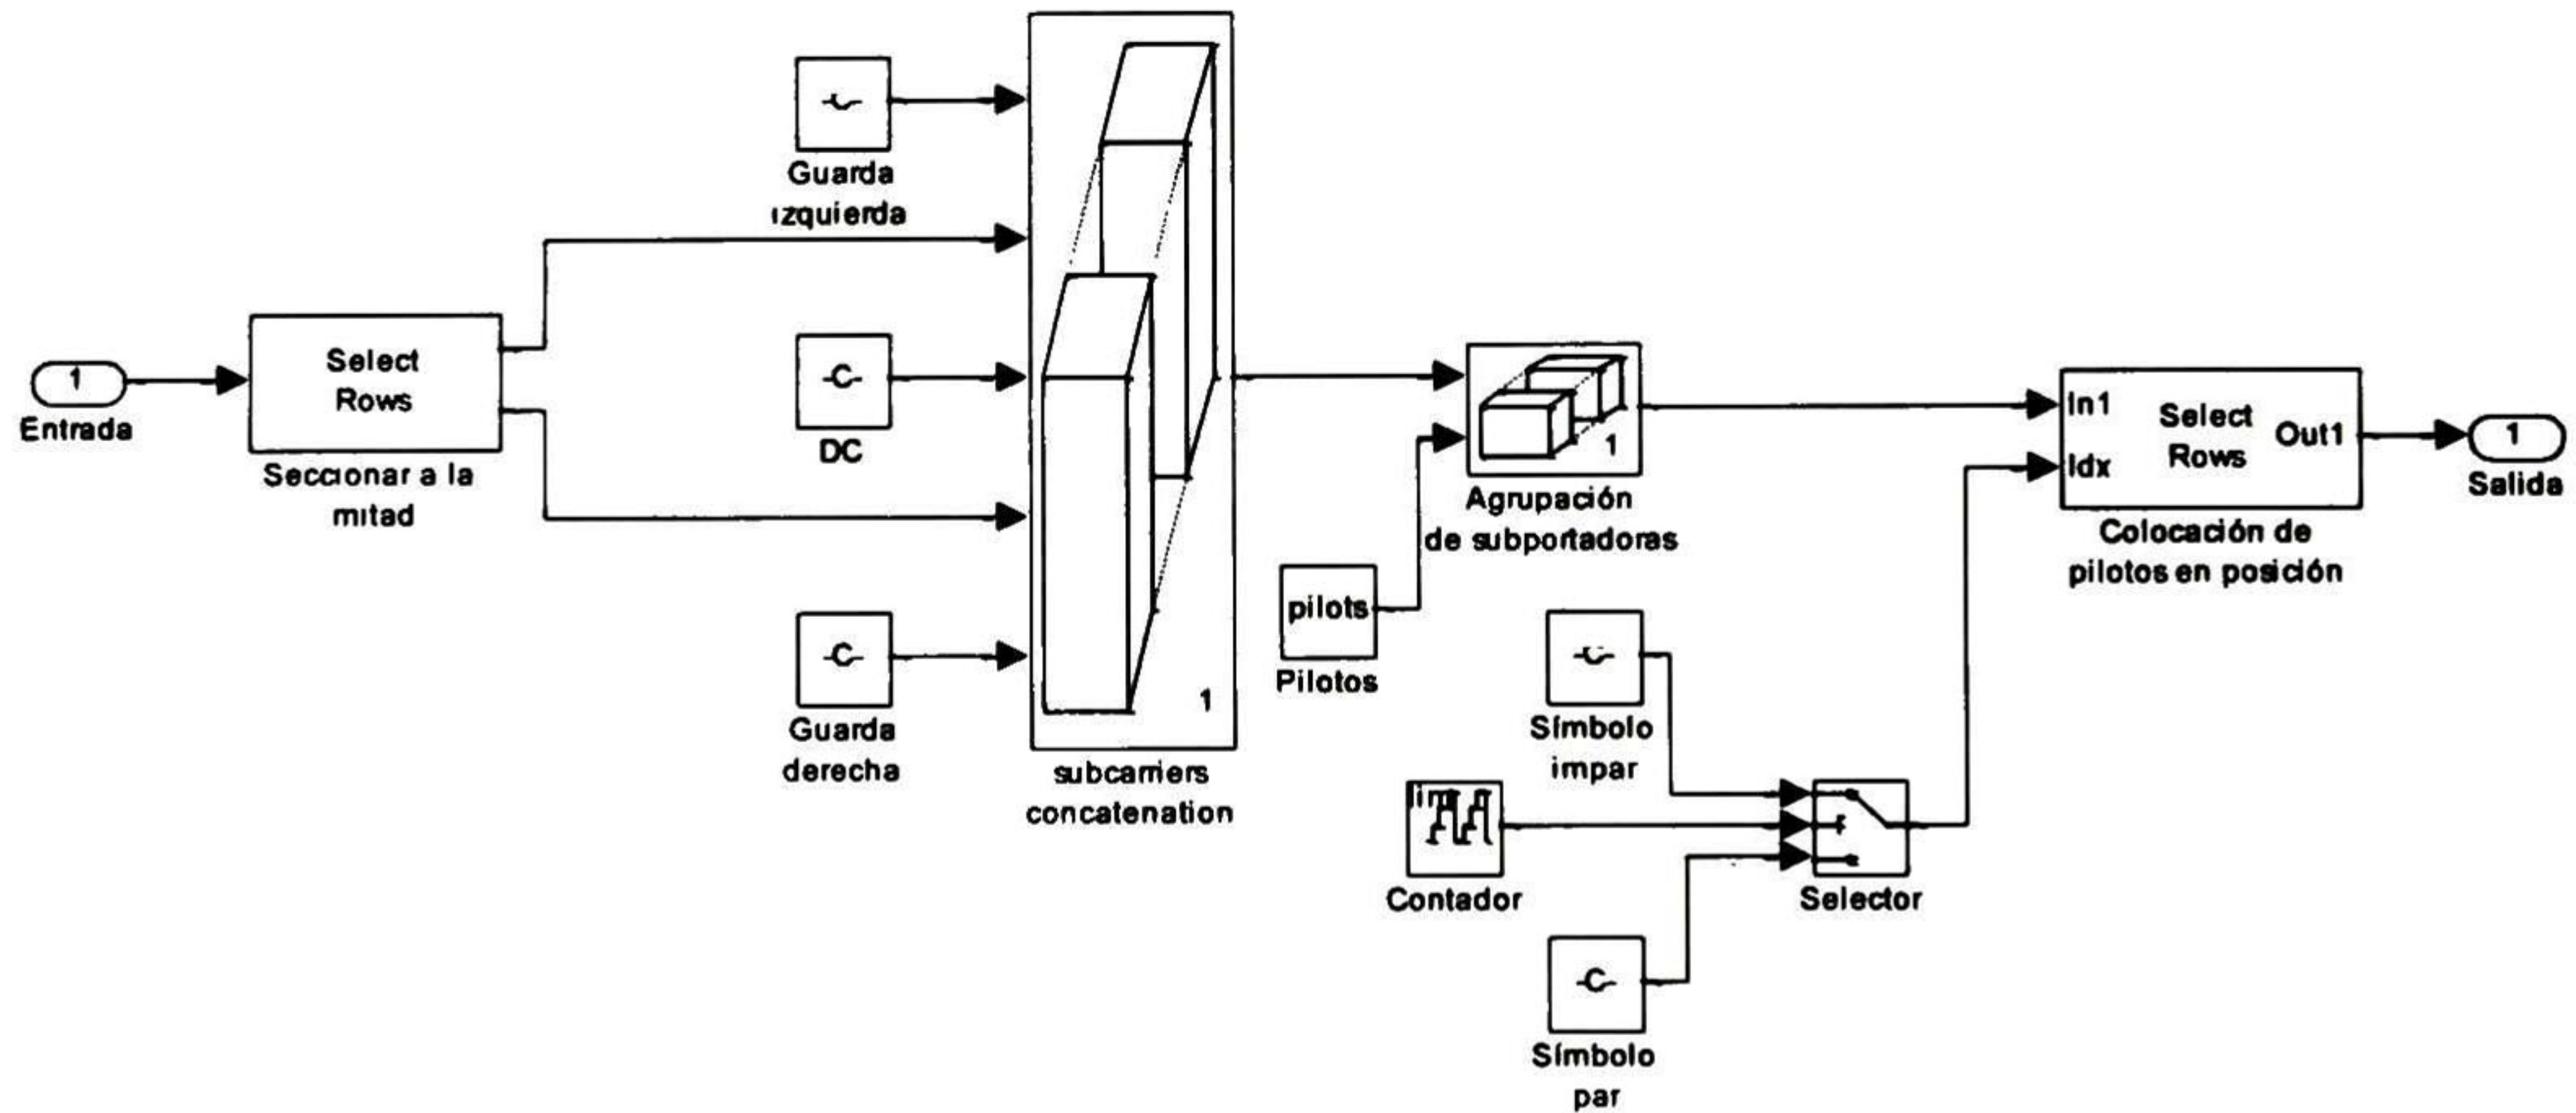 -C-
Guarda
izquierda
1
Entrada
Select
Rows
Seccionar a la
mitad
-C-
DC
-C-
Guarda
derecha
1
subcarriers
concatenation
1
Agrupación
de subportadoras
pilots
Pilotos
-C-
Símbolo
impar
lim
Contador
Selector
-C-
Símbolo
par
In1
Idx
Select
Rows
Out1
Colocación de
pilotos en posición
1
Salida